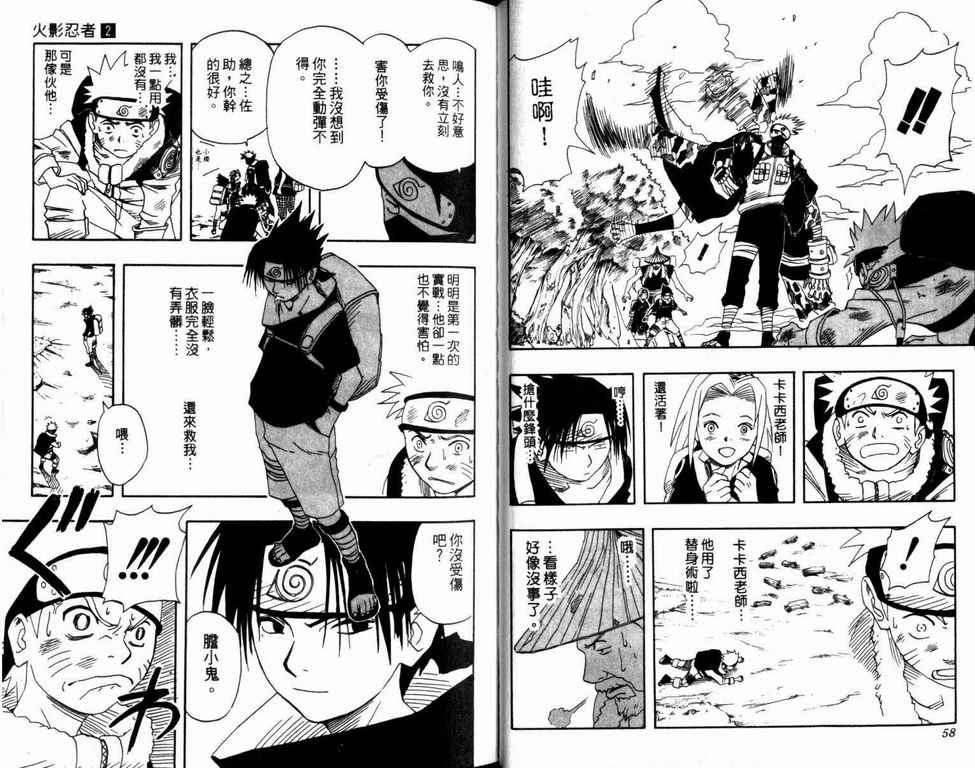 !!
哇啊!
!
卡卡西老師!
還活著!
哼……
搶什麼鋒頭…
!
卡卡西老師…
他用了
替身術啦……
哦……
…看樣子
好像沒事了。
58
火影忍者 2
鳴人…不好意
思,沒有立刻
去救你。
害你受傷了!
……我沒想到
你完全動彈不
得。
總之…佐
助,你幹
的很好。
小櫻
也是…
我…
我一點用
都沒有…
可是
那傢伙他…
明明是第一次的
實戰…他卻一點
也不覺得害怕。
一臉輕鬆,
衣服完全沒
有弄髒……
還來救我…
喂…
你沒受傷
吧?
膽小鬼。
!!!